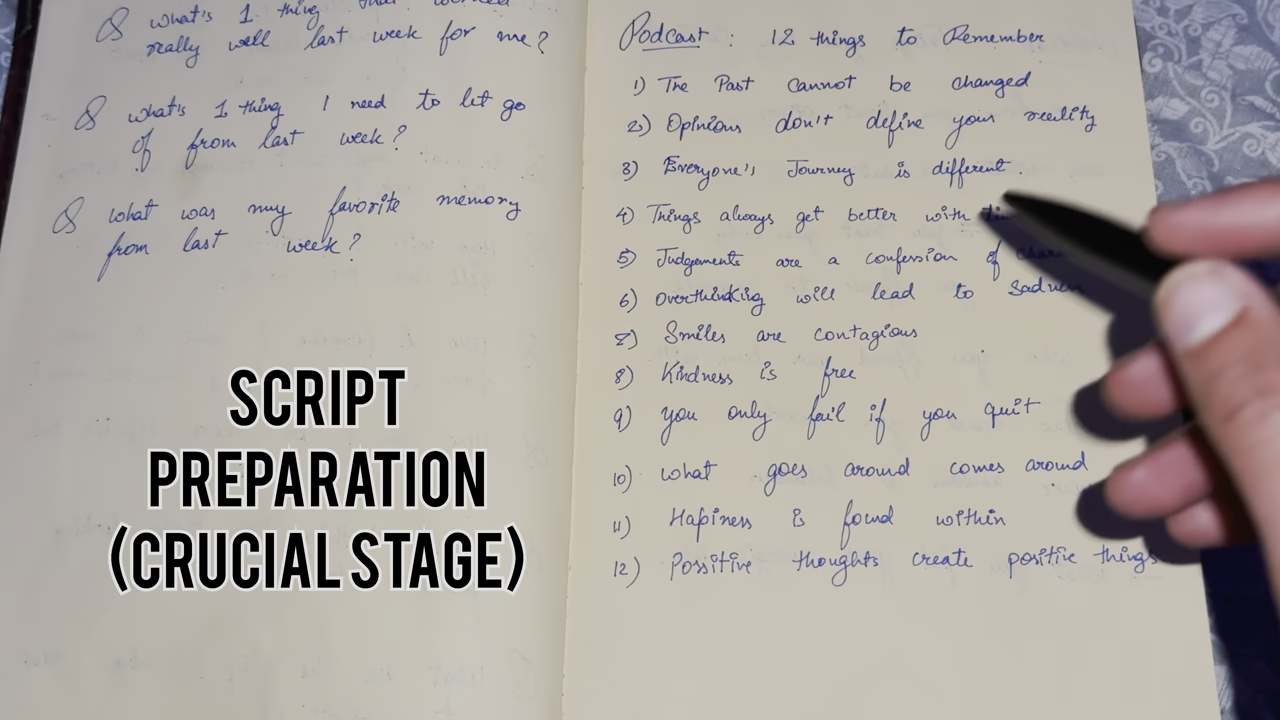 Q what's 1 thing that worked
really well last week for me?
Q what's 1 thing I need to let go
of from last week?
Q what was my favorite memory
from last week?
SCRIPT
PREPARATION
(CRUCIAL STAGE)
Podcast : 12 things to Remember
1) The Past cannot be changed
2) Opinions don't define your reality
3) Everyone's Journey is different.
4) Things always get better with
5) Judgements are a confession of
6) Overthinking will lead to
7) Smiles are contagious
8) Kindness is free
9) you only fail if you quit
10) what goes around comes around
11) Hapiness is found within
12) Possitive thoughts create positive things